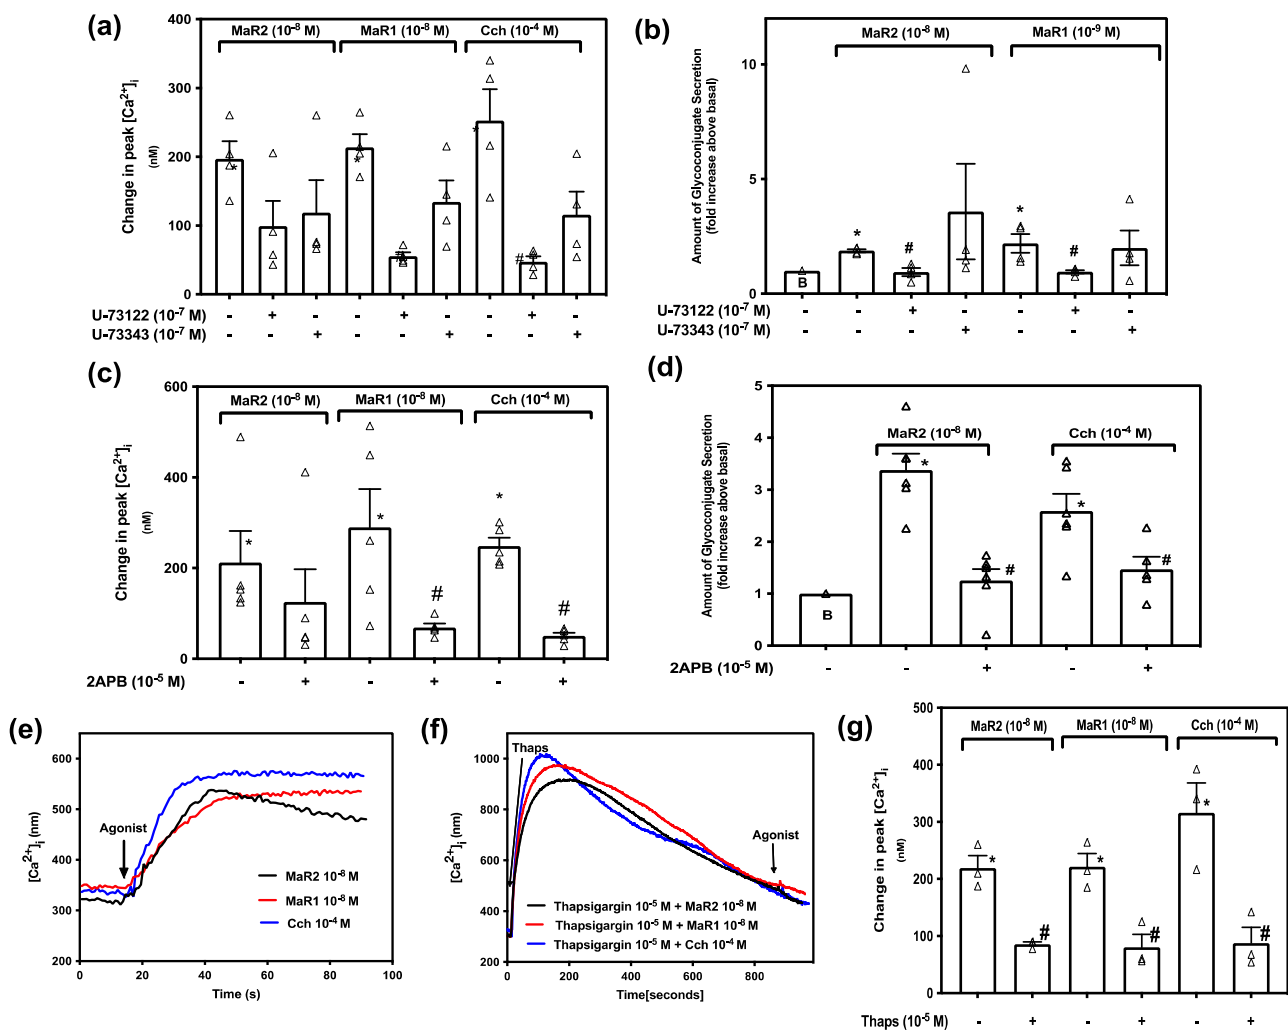 (a)
MaR2 (10⁻⁸ M) MaR1 (10⁻⁸ M) Cch (10⁻⁴ M)
Change in peak [Ca²⁺]ᵢ
(nM)
400
300
200
100
0
* * * # #
U-73122 (10⁻⁷ M) - + - - + - - + -
U-73343 (10⁻⁷ M) - - + - - + - - +
(b)
MaR2 (10⁻⁸ M) MaR1 (10⁻⁹ M)
Amount of Glycoconjugate Secretion
(fold increase above basal)
10
5
0
B * # * #
U-73122 (10⁻⁷ M) - - + - - + -
U-73343 (10⁻⁷ M) - - - + - - +
(c)
MaR2 (10⁻⁸ M) MaR1 (10⁻⁸ M) Cch (10⁻⁴ M)
Change in peak [Ca²⁺]ᵢ
(nM)
600
400
200
0
* * # * #
2APB (10⁻⁵ M) - + - + - +
(d)
MaR2 (10⁻⁸ M) Cch (10⁻⁴ M)
Amount of Glycoconjugate Secretion
(fold increase above basal)
5
4
3
2
1
0
B * # * #
2APB (10⁻⁵ M) - - + - +
(e)
[Ca²⁺]ᵢ (nm)
600
550
500
450
400
350
300
200
Agonist
MaR2 10⁻⁸ M
MaR1 10⁻⁸ M
Cch 10⁻⁴ M
0 20 40 60 80 100
Time (s)
(f)
[Ca²⁺]ᵢ (nm)
1000
800
600
400
200
Thaps
Agonist
Thapsigargin 10⁻⁵ M + MaR2 10⁻⁸ M
Thapsigargin 10⁻⁵ M + MaR1 10⁻⁸ M
Thapsigargin 10⁻⁵ M + Cch 10⁻⁴ M
0 200 400 600 800
Time[seconds]
(g)
MaR2 (10⁻⁸ M) MaR1 (10⁻⁸ M) Cch (10⁻⁴ M)
Change in peak [Ca²⁺]ᵢ
(nM)
500
400
300
200
100
0
* # * # * #
Thaps (10⁻⁵ M) - + - + - +